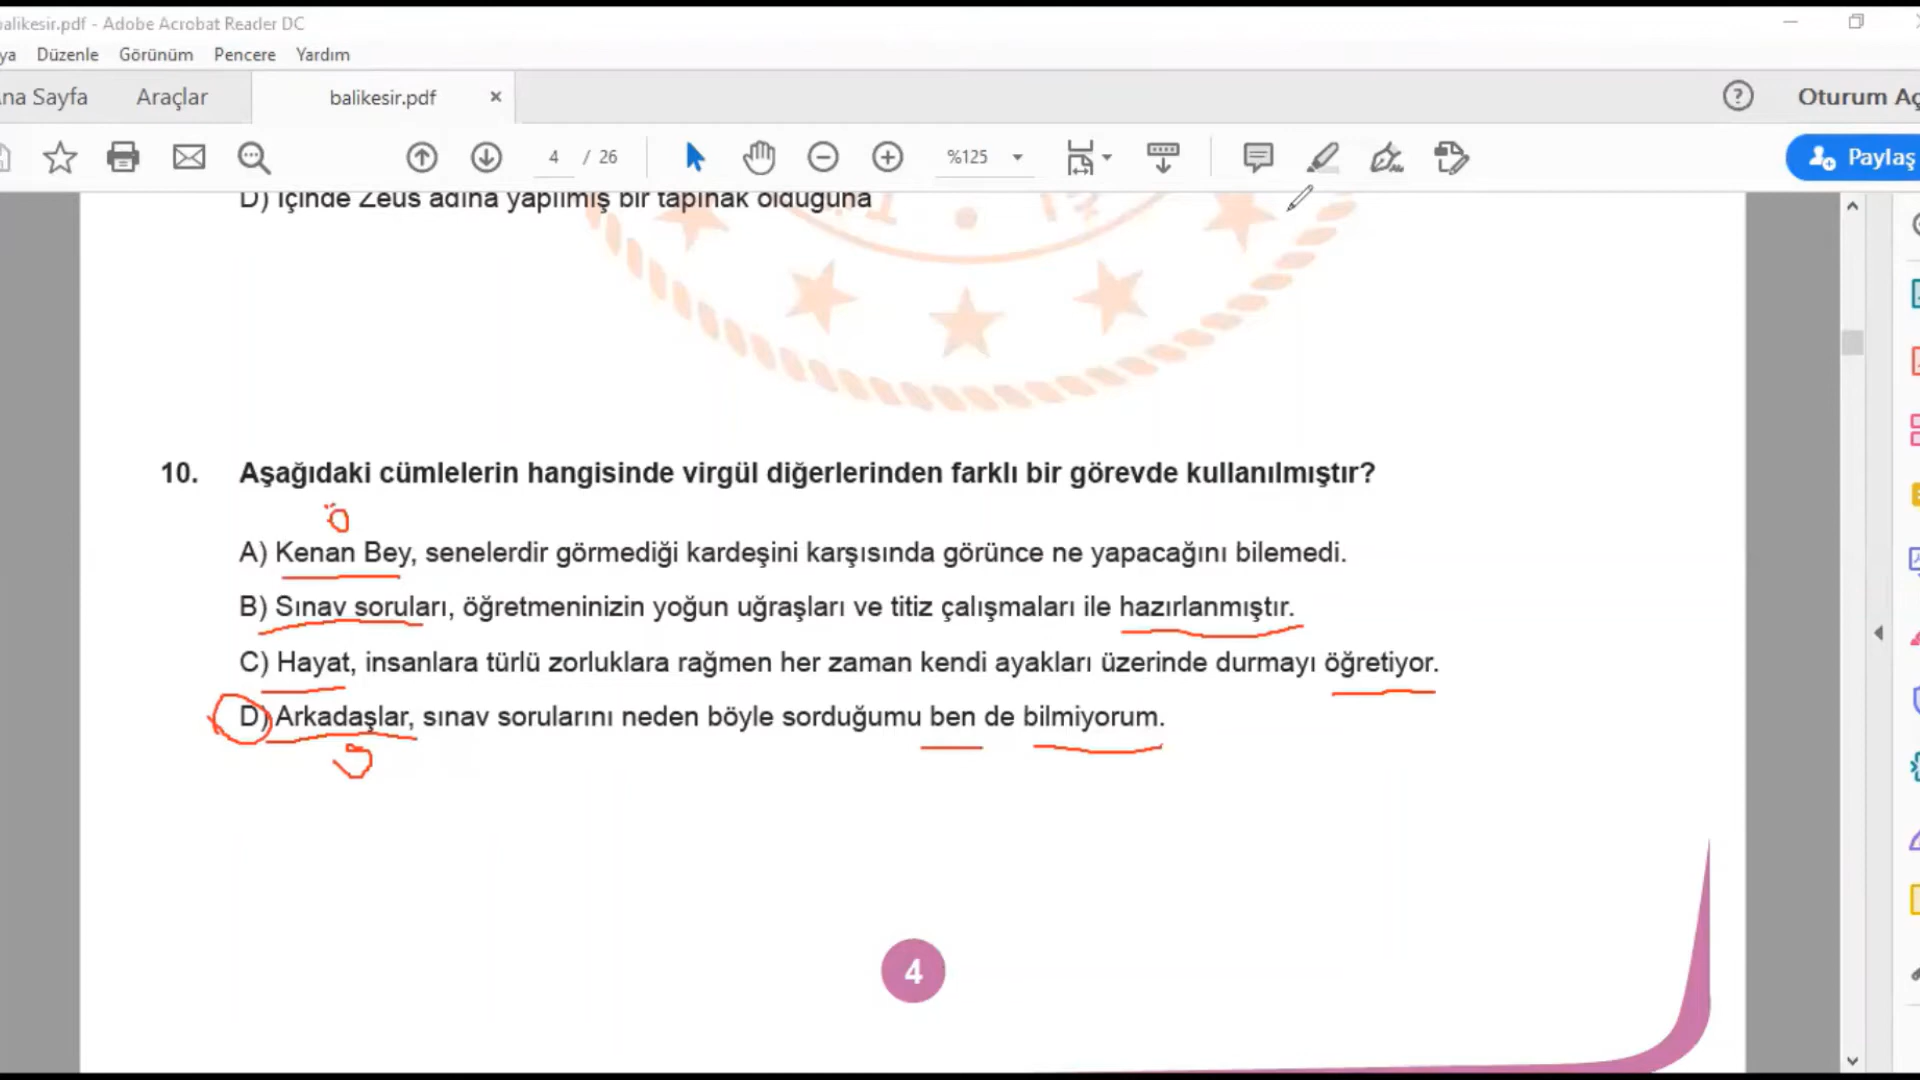 balikesir.pdf - Adobe Acrobat Reader DC
Düzenle Görünüm Pencere Yardım
Sayfa Araçlar balikesir.pdf × ? Oturum
4 / 26 %125 Paylaş
D) İçinde Zeus adına yapılmış bir tapınak olduğuna
10. Aşağıdaki cümlelerin hangisinde virgül diğerlerinden farklı bir görevde kullanılmıştır?
ö
A) Kenan Bey, senelerdir görmediği kardeşini karşısında görünce ne yapacağını bilemedi.
B) Sınav soruları, öğretmeninizin yoğun uğraşları ve titiz çalışmaları ile hazırlanmıştır.
C) Hayat, insanlara türlü zorluklara rağmen her zaman kendi ayakları üzerinde durmayı öğretiyor.
D) Arkadaşlar, sınav sorularını neden böyle sorduğumu ben de bilmiyorum.
4